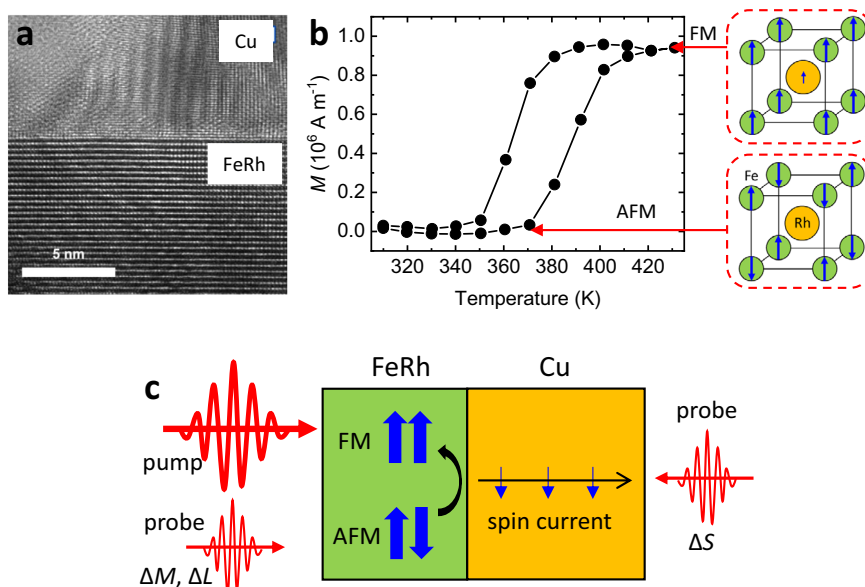 a
Cu
FeRh
5 nm
b
M (10⁶ A m⁻¹)
1.0
0.8
0.6
0.4
0.2
0.0
320 340 360 380 400 420
Temperature (K)
FM
AFM
Fe
Rh
c
FeRh
Cu
pump
probe
ΔM, ΔL
FM
AFM
spin current
probe
ΔS